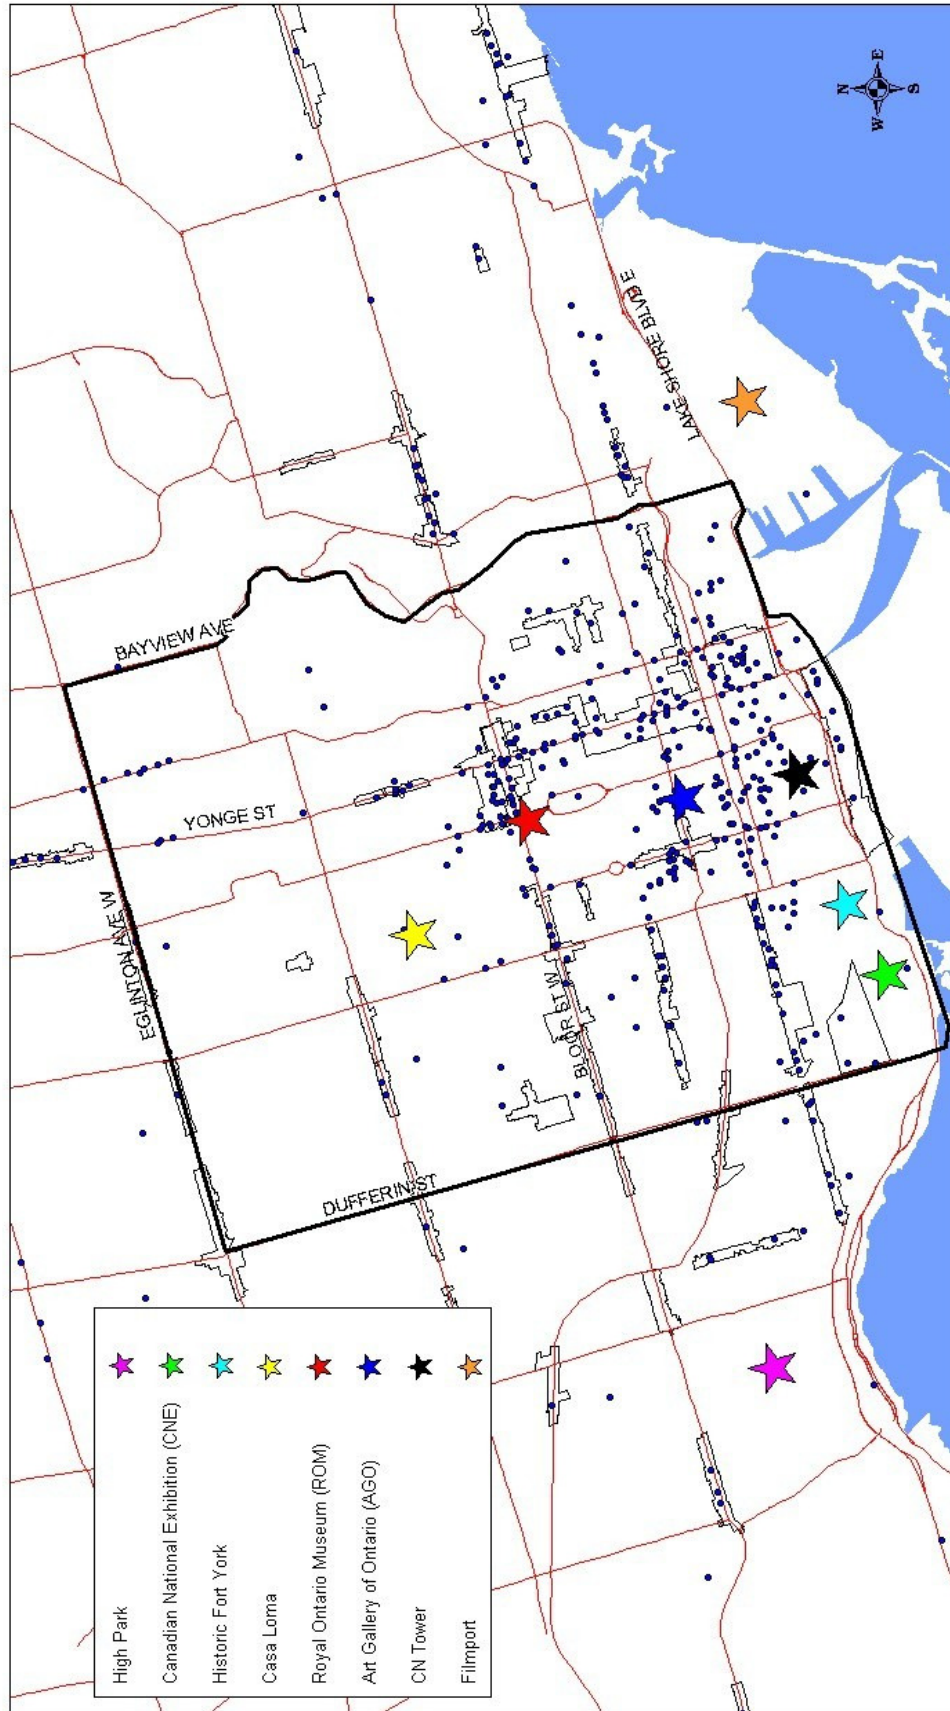 High Park
Canadian National Exhibition (CNE)
Historic Fort York
Casa Loma
Royal Ontario Museum (ROM)
Art Gallery of Ontario (AGO)
CN Tower
Filmport
EGLINTON AVE W
BAYVIEW AVE
YONGE ST
DUFFERIN ST
BLOOR ST W
LAKE SHORE BLVD E
N
W
E
S